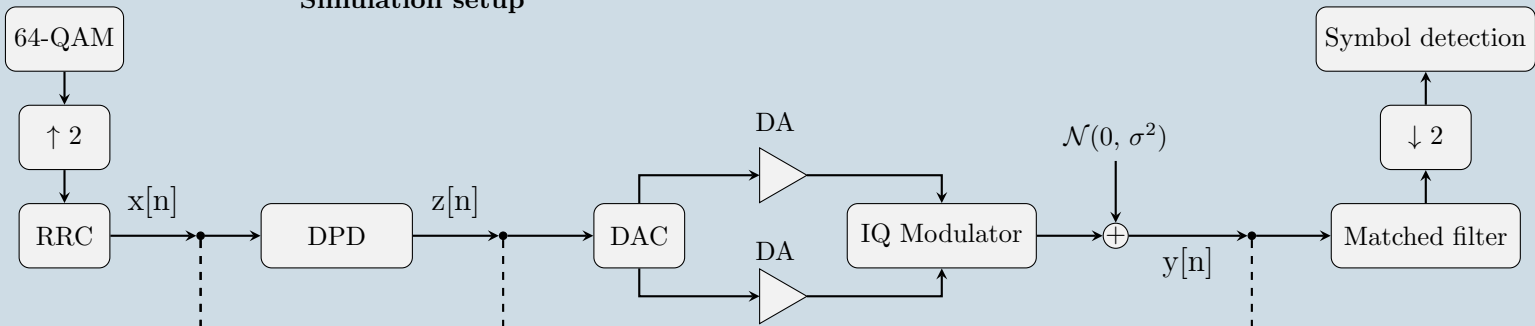 Simulation setup
64-QAM
↑ 2
RRC
x[n]
DPD
z[n]
DAC
DA
DA
IQ Modulator
𝒩(0, σ²)
+
y[n]
Matched filter
↓ 2
Symbol detection